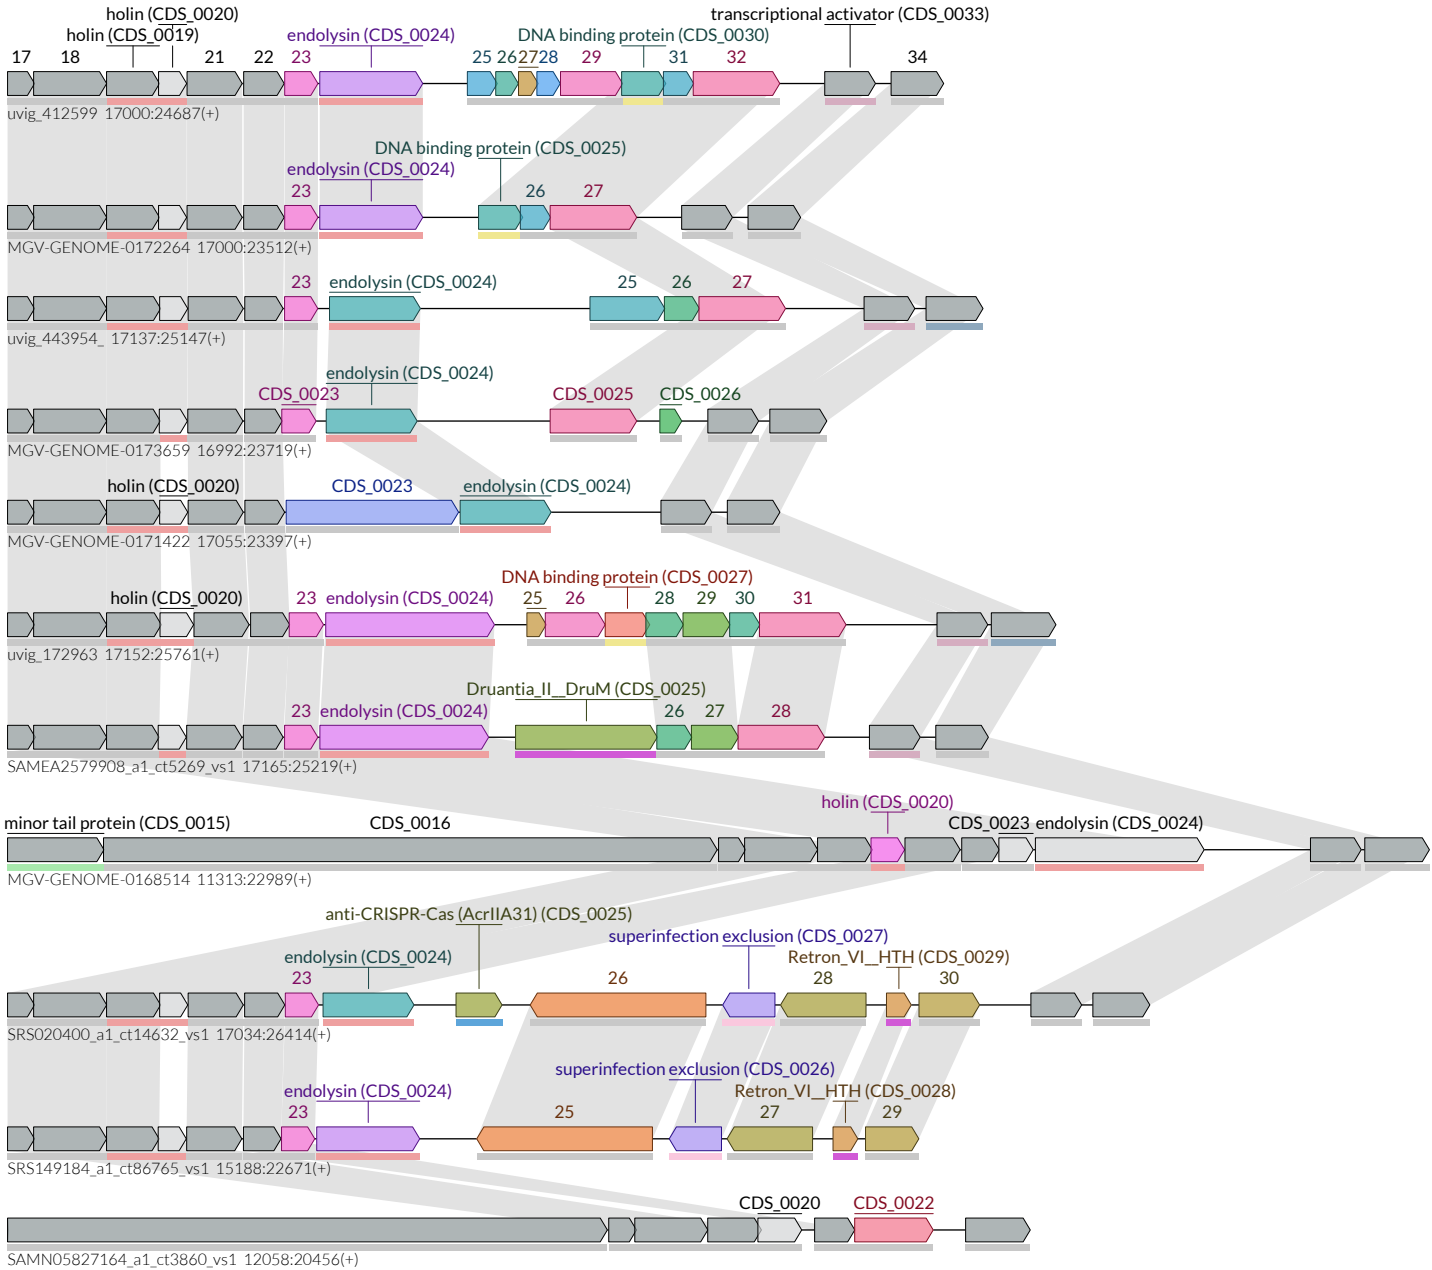 holin (CDS_0020) transcriptional activator (CDS_0033)
holin (CDS_0019) endolysin (CDS_0024) DNA binding protein (CDS_0030)
17 18 21 22 23 25 26 27 28 29 31 32 34
uvig_412599 17000:24687(+)
DNA binding protein (CDS_0025)
endolysin (CDS_0024)
23 26 27
MGV-GENOME-0172264 17000:23512(+)
23 endolysin (CDS_0024) 25 26 27
uvig_443954_ 17137:25147(+)
endolysin (CDS_0024)
CDS_0023 CDS_0025 CDS_0026
MGV-GENOME-0173659 16992:23719(+)
holin (CDS_0020) CDS_0023 endolysin (CDS_0024)
MGV-GENOME-0171422 17055:23397(+)
DNA binding protein (CDS_0027)
holin (CDS_0020) 23 endolysin (CDS_0024) 25 26 28 29 30 31
uvig_172963 17152:25761(+)
Druantia_II__DruM (CDS_0025)
23 endolysin (CDS_0024) 26 27 28
SAMEA2579908_a1_ct5269_vs1 17165:25219(+)
holin (CDS_0020)
minor tail protein (CDS_0015) CDS_0016 CDS_0023 endolysin (CDS_0024)
MGV-GENOME-0168514 11313:22989(+)
anti-CRISPR-Cas (AcrIIA31) (CDS_0025)
superinfection exclusion (CDS_0027)
endolysin (CDS_0024) Retron_VI__HTH (CDS_0029)
23 26 28 30
SRS020400_a1_ct14632_vs1 17034:26414(+)
superinfection exclusion (CDS_0026)
endolysin (CDS_0024) Retron_VI__HTH (CDS_0028)
23 25 27 29
SRS149184_a1_ct86765_vs1 15188:22671(+)
CDS_0020 CDS_0022
SAMN05827164_a1_ct3860_vs1 12058:20456(+)